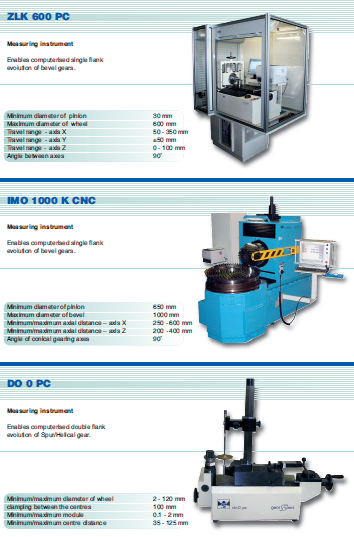 ZLK 600 PC
Measuring instrument
Enables computerised single flank
evolution of bevel gears.
Minimum diameter of pinion 30 mm
Maximum diameter of wheel 600 mm
Travel range - axis X 50 - 350 mm
Travel range - axis Y ±50 mm
Travel range - axis Z 0 - 100 mm
Angle between axes 90°
IMO 1000 K CNC
Measuring instrument
Enables computerised single flank
evolution of bevel gears.
Minimum diameter of pinion 650 mm
Maximum diameter of bevel 1000 mm
Minimum/maximum axial distance – axis X 250 - 600 mm
Minimum/maximum axial distance – axis Z 200 - 400 mm
Angle of conical gearing axes 90°
DO 0 PC
Measuring instrument
Enables computerised double flank
evolution of Spur/Helical gear.
Minimum/maximum diameter of wheel 2 - 120 mm
clamping between the centres 100 mm
Minimum/maximum module 0.1 - 2 mm
Minimum/maximum centre distance 35 - 125 mm